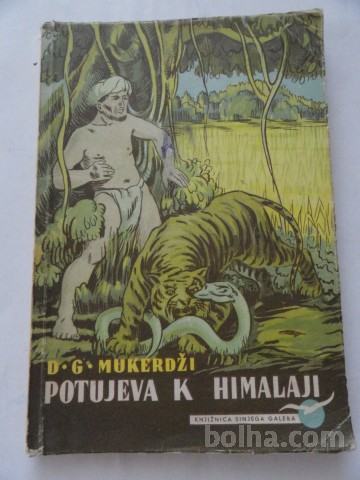 D·G·MUKERDŽI
POTUJEVA K HIMALAJI
KNJIŽNICA SINJEGA GALEBA
bolha.com